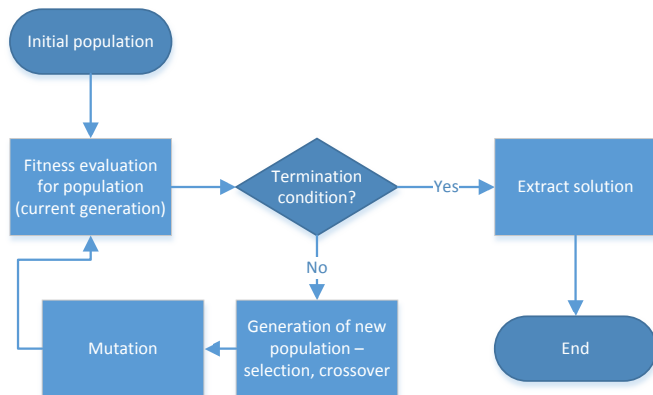 Initial population
Fitness evaluation
for population
(current generation)
Termination
condition?
Yes
Extract solution
No
Mutation
Generation of new
population –
selection, crossover
End